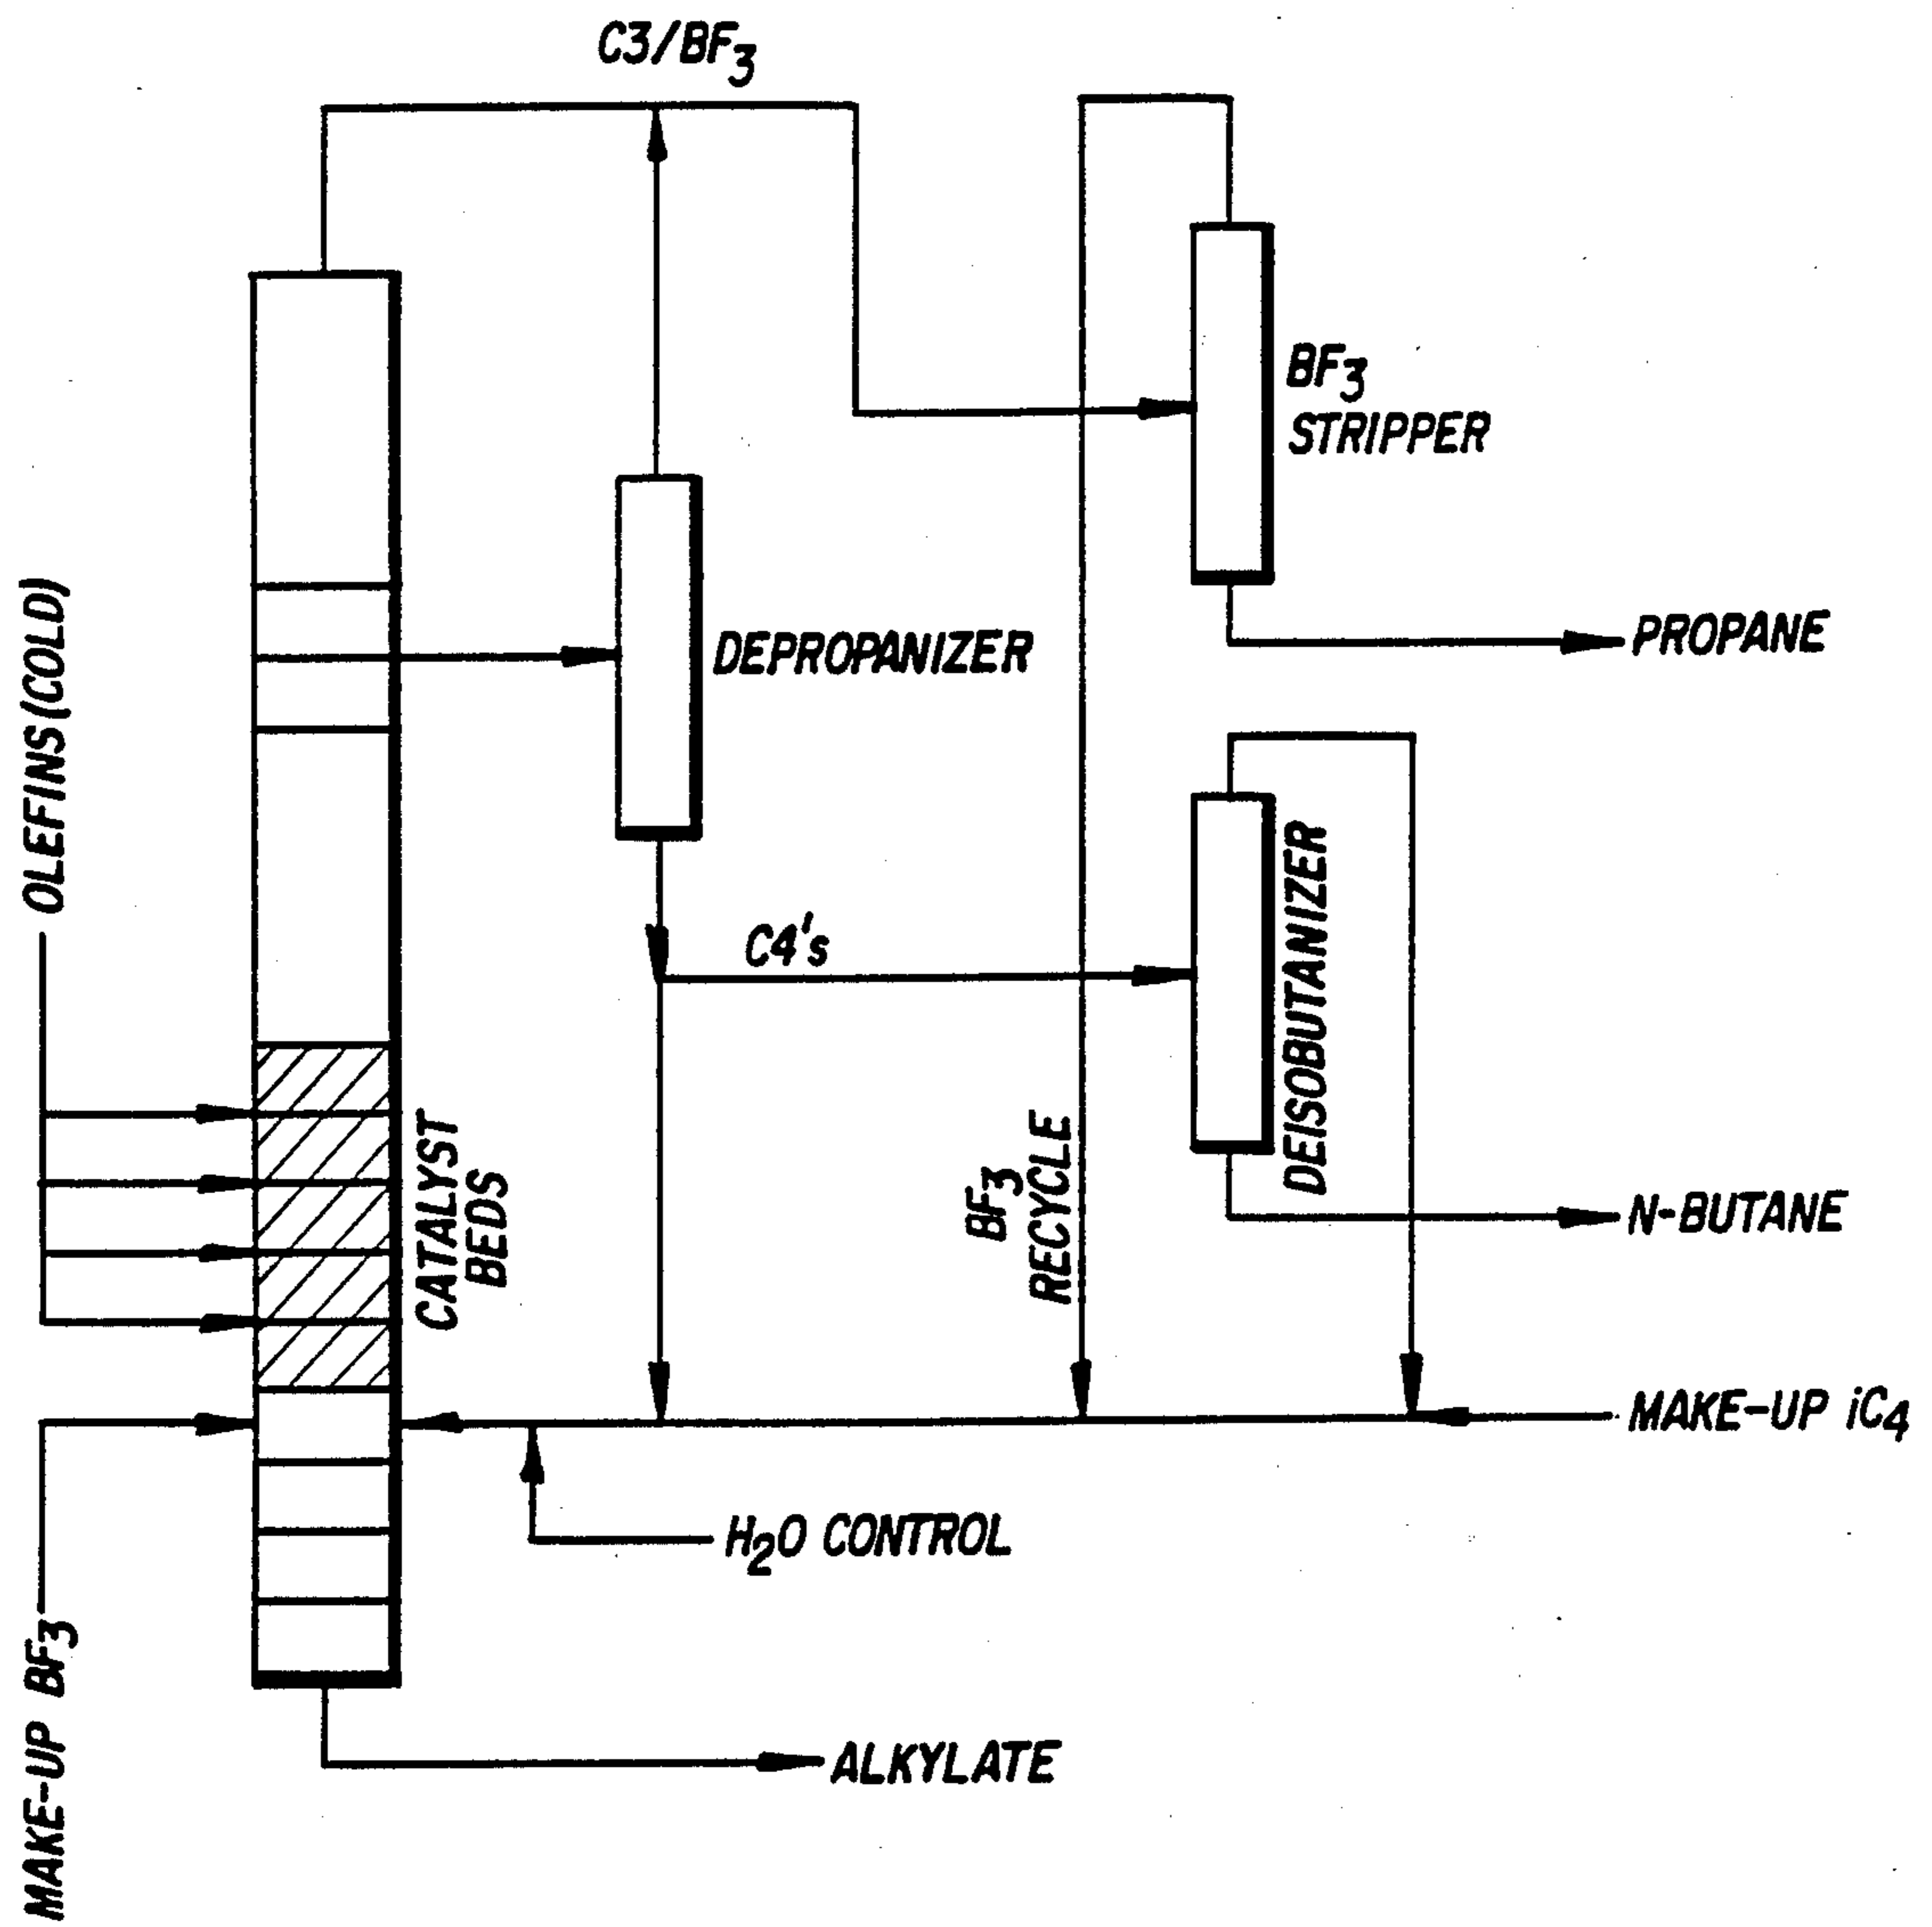 C3/BF3
BF3
STRIPPER
OLEFINS(COLD)
DEPROPANIZER
PROPANE
C4's
DEISOBUTANIZER
CATALYST
BEDS
BF3
RECYCLE
N-BUTANE
MAKE-UP iC4
H2O CONTROL
MAKE-UP BF3
ALKYLATE